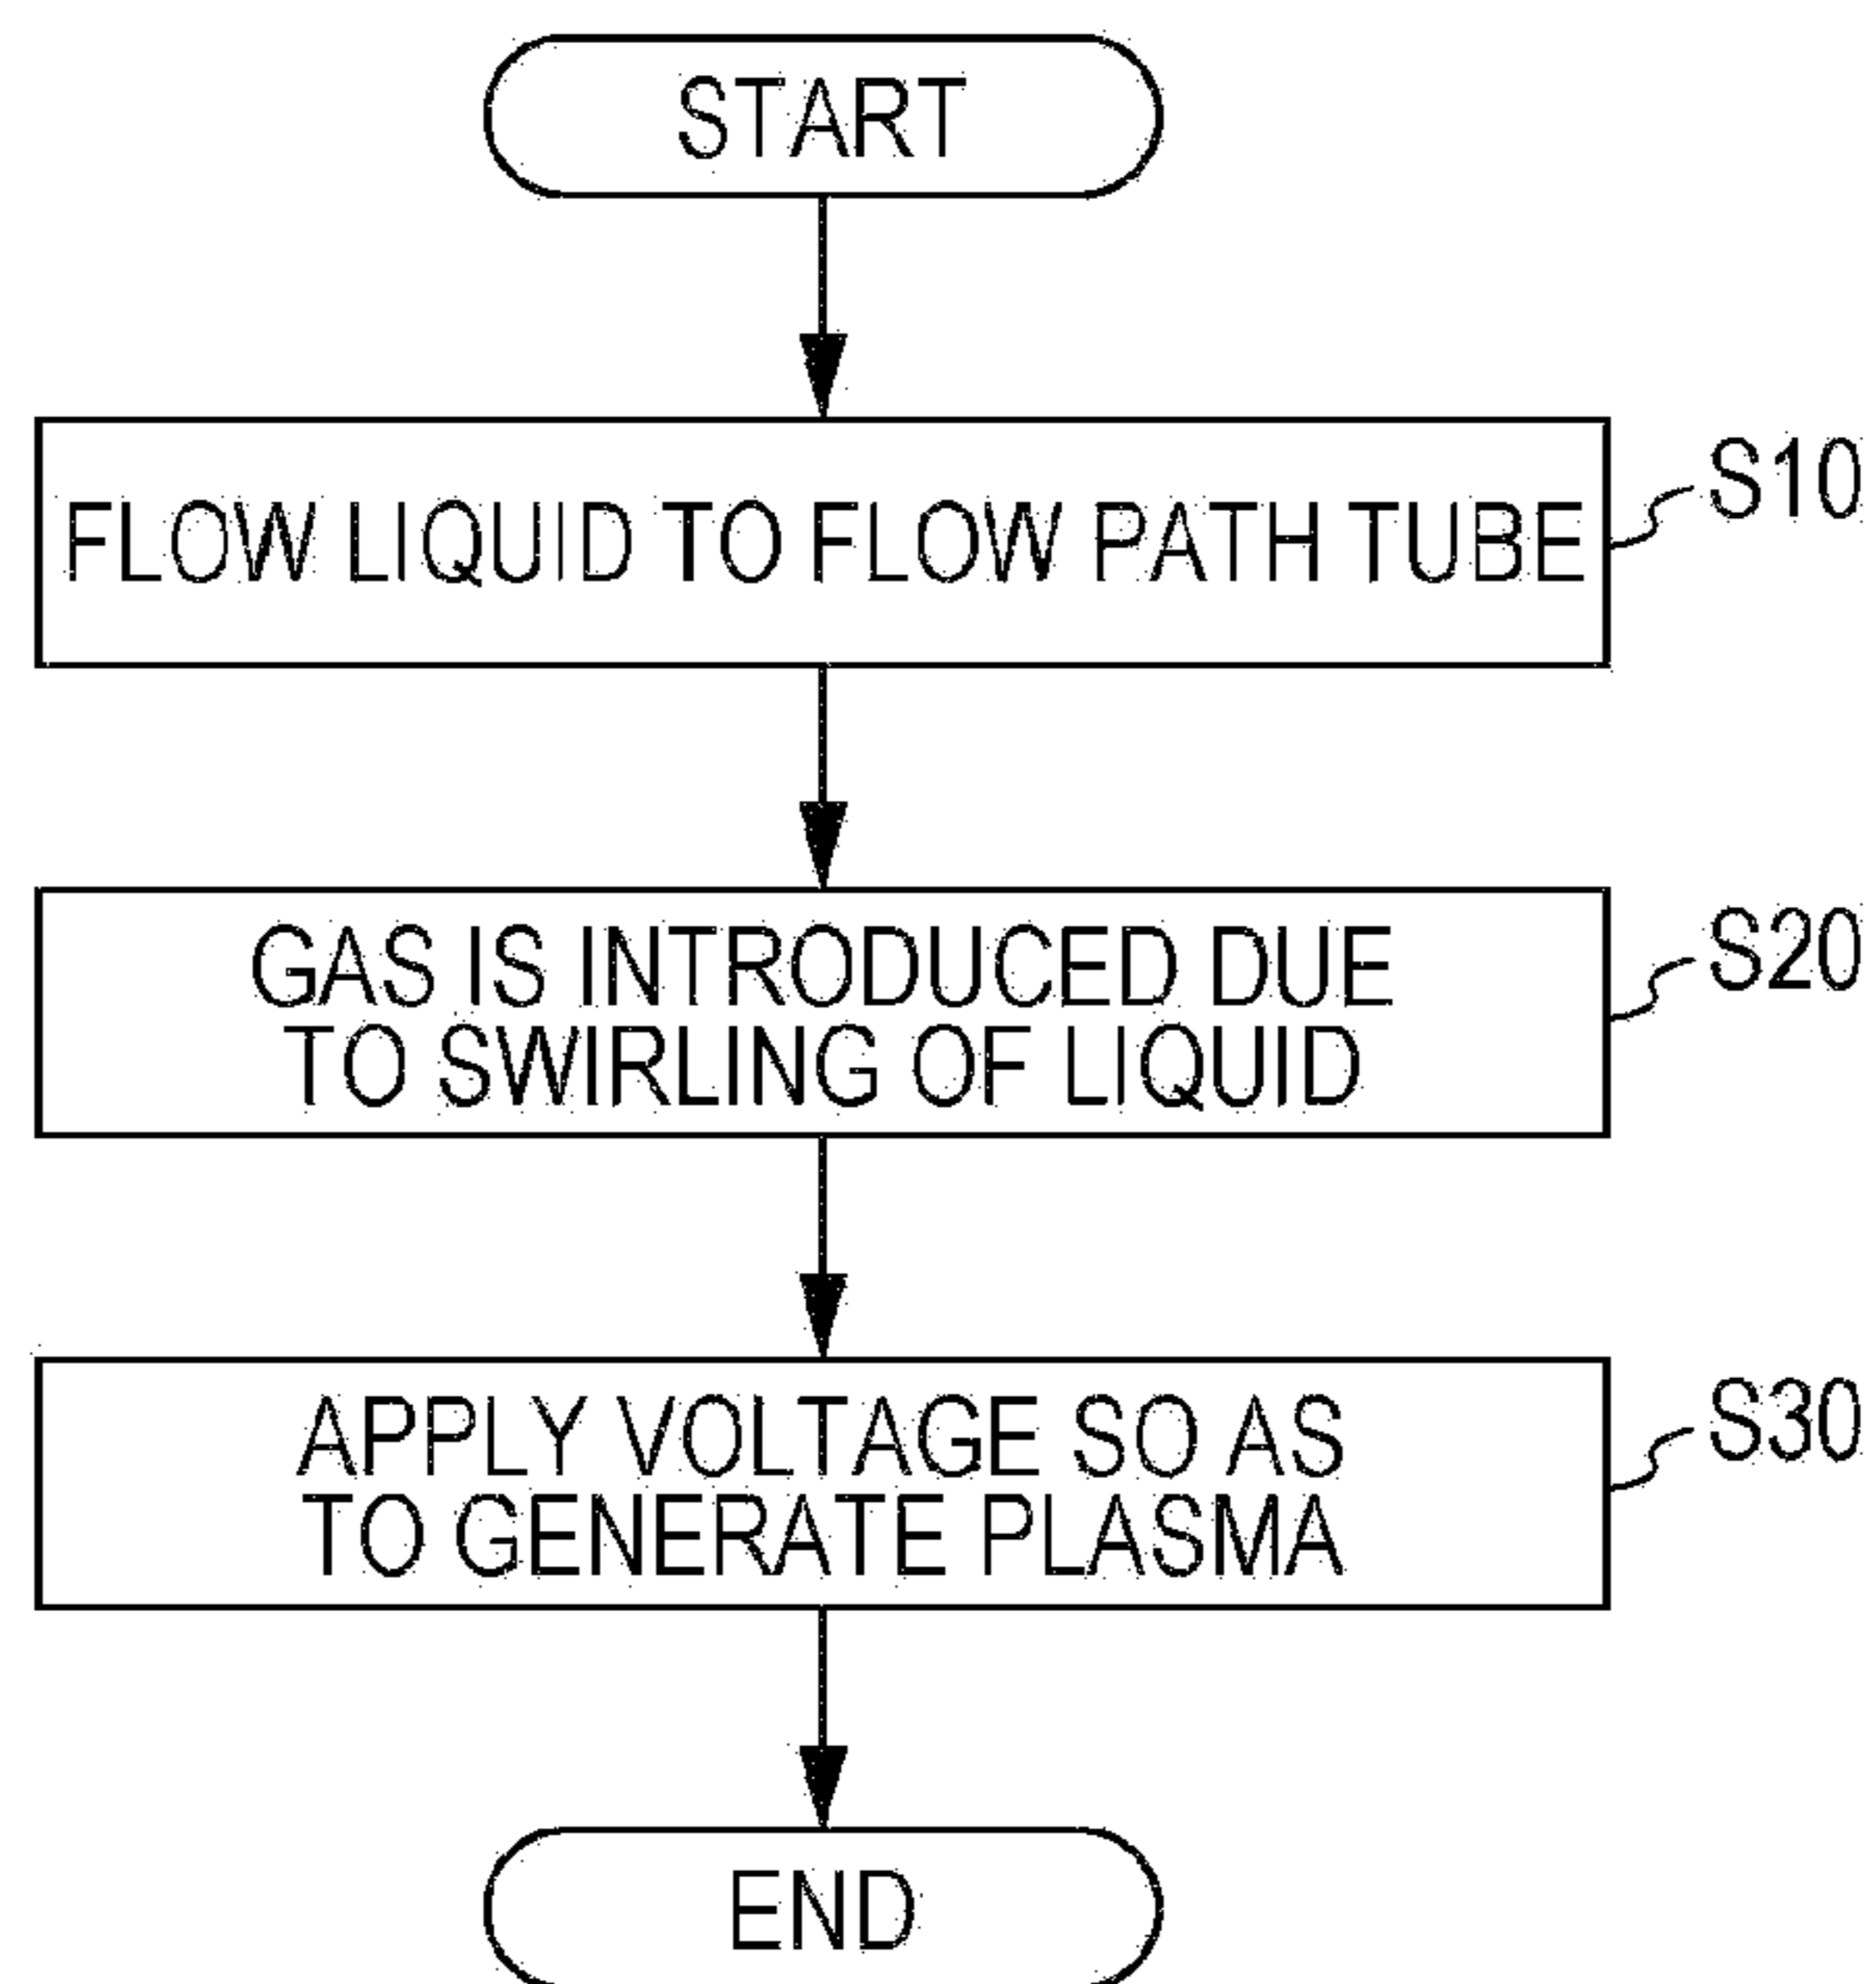 START
FLOW LIQUID TO FLOW PATH TUBE
S10
GAS IS INTRODUCED DUE
TO SWIRLING OF LIQUID
S20
APPLY VOLTAGE SO AS
TO GENERATE PLASMA
S30
END